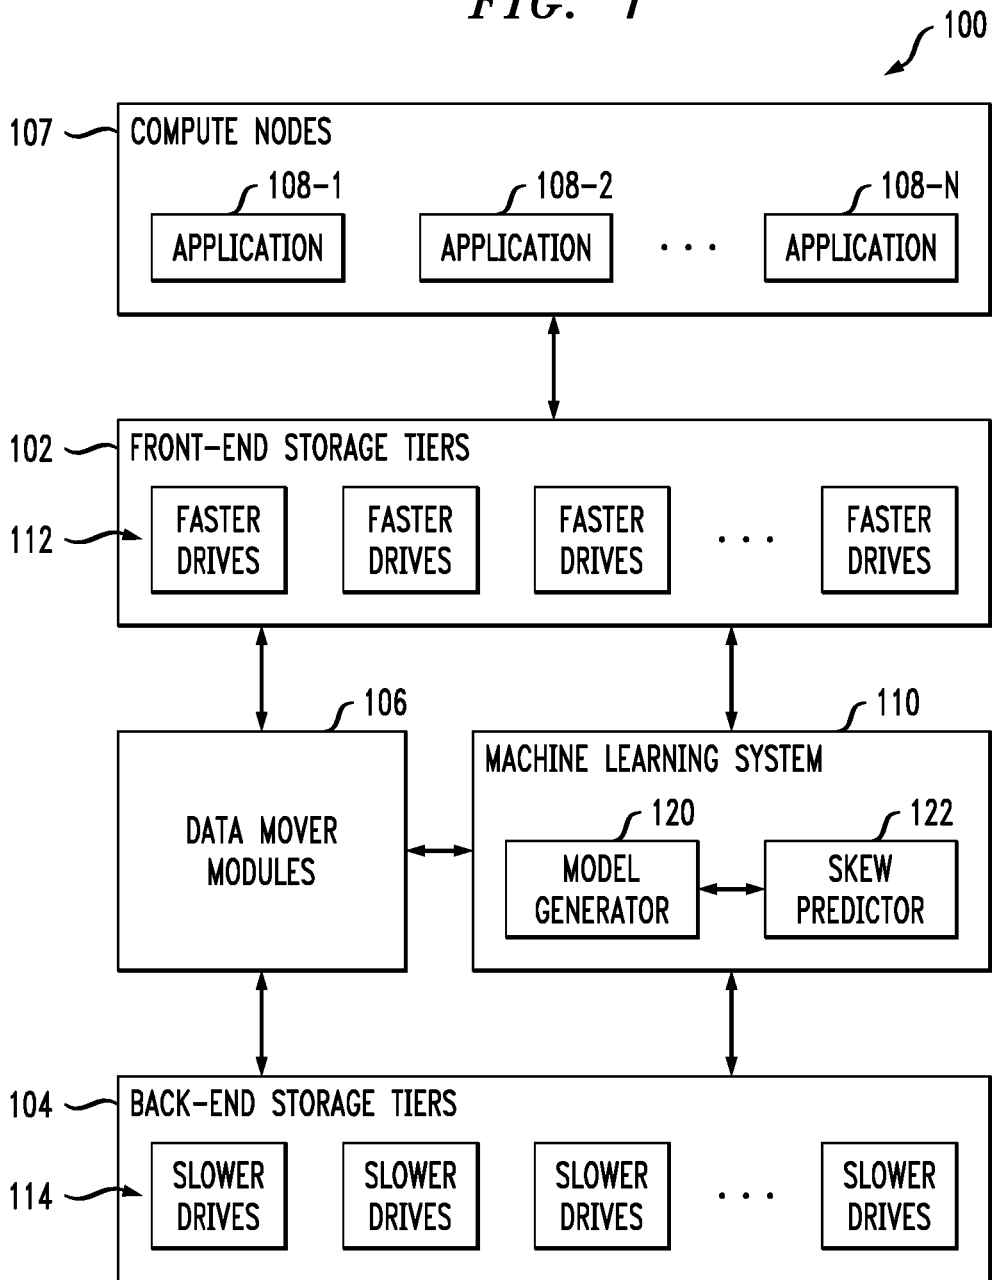 FIG. 1
100
107
COMPUTE NODES
108-1
108-2
108-N
APPLICATION
APPLICATION
. . .
APPLICATION
102
FRONT-END STORAGE TIERS
112
FASTER
DRIVES
FASTER
DRIVES
FASTER
DRIVES
. . .
FASTER
DRIVES
106
DATA MOVER
MODULES
110
MACHINE LEARNING SYSTEM
120
MODEL
GENERATOR
122
SKEW
PREDICTOR
104
BACK-END STORAGE TIERS
114
SLOWER
DRIVES
SLOWER
DRIVES
SLOWER
DRIVES
. . .
SLOWER
DRIVES